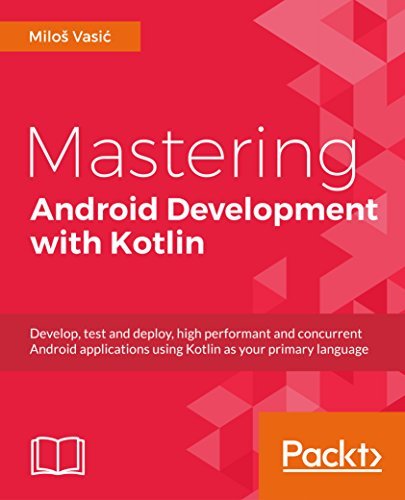 Miloš Vasić
Mastering
Android Development
with Kotlin
Develop, test and deploy, high performant and concurrent
Android applications using Kotlin as your primary language
Packt>